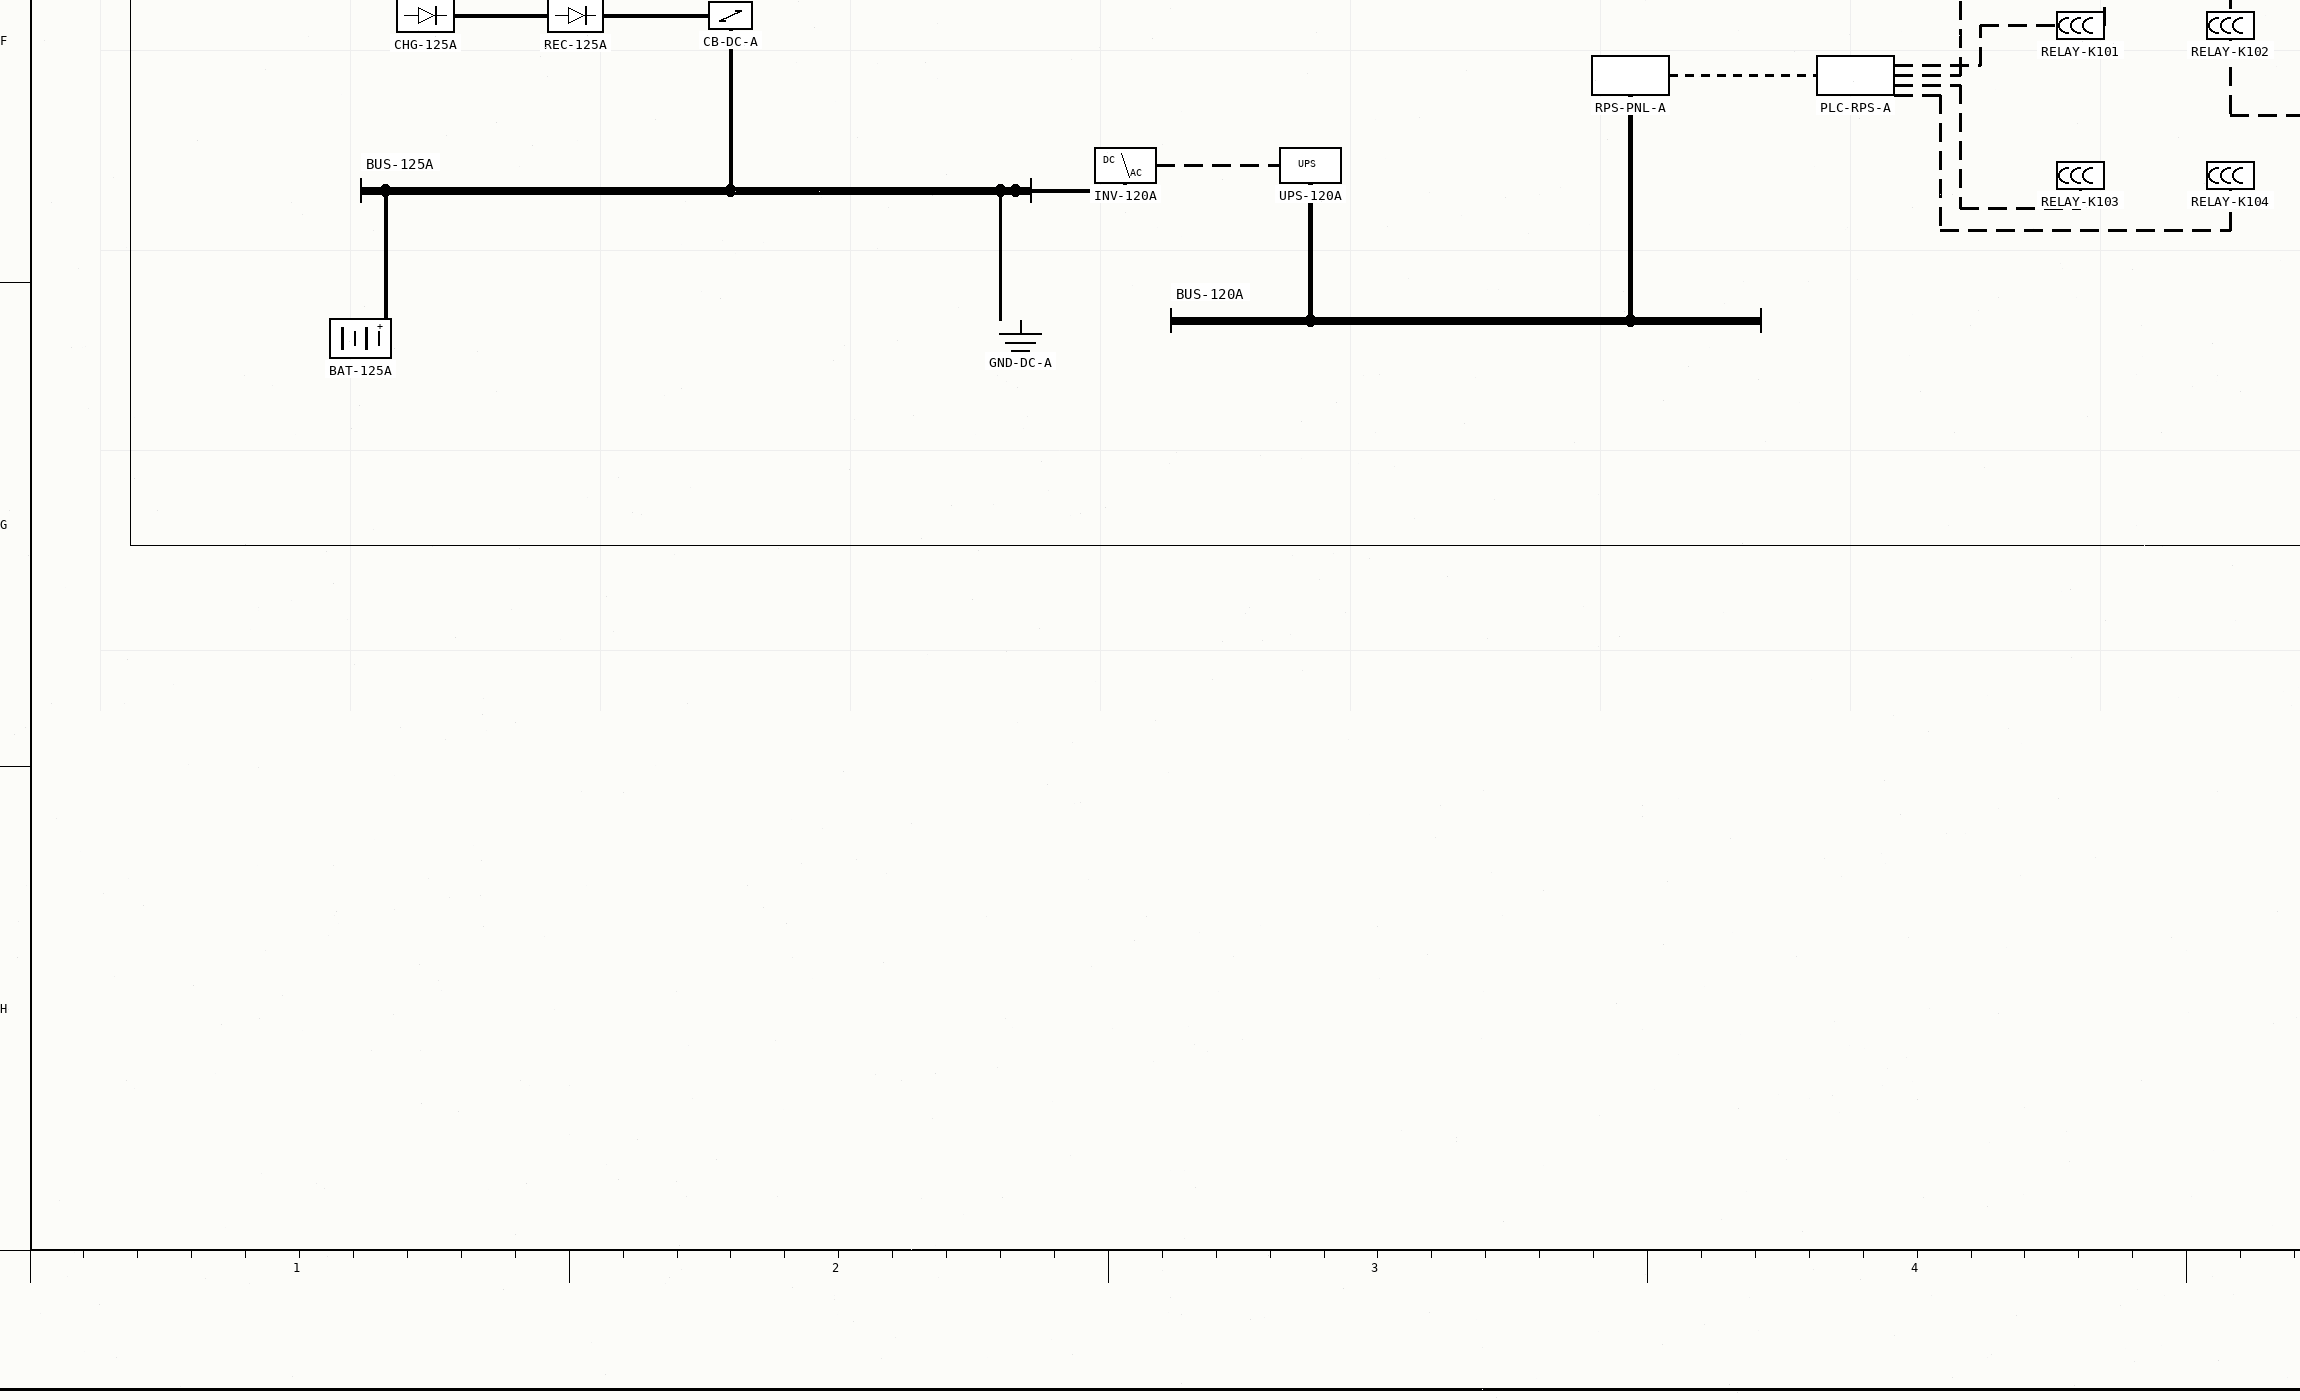 F
CHG-125A
REC-125A
CB-DC-A
RELAY-K101
RELAY-K102
RPS-PNL-A
PLC-RPS-A
BUS-125A
DC
AC
INV-120A
UPS
UPS-120A
RELAY-K103
RELAY-K104
BUS-120A
+
BAT-125A
GND-DC-A
G
H
1
2
3
4